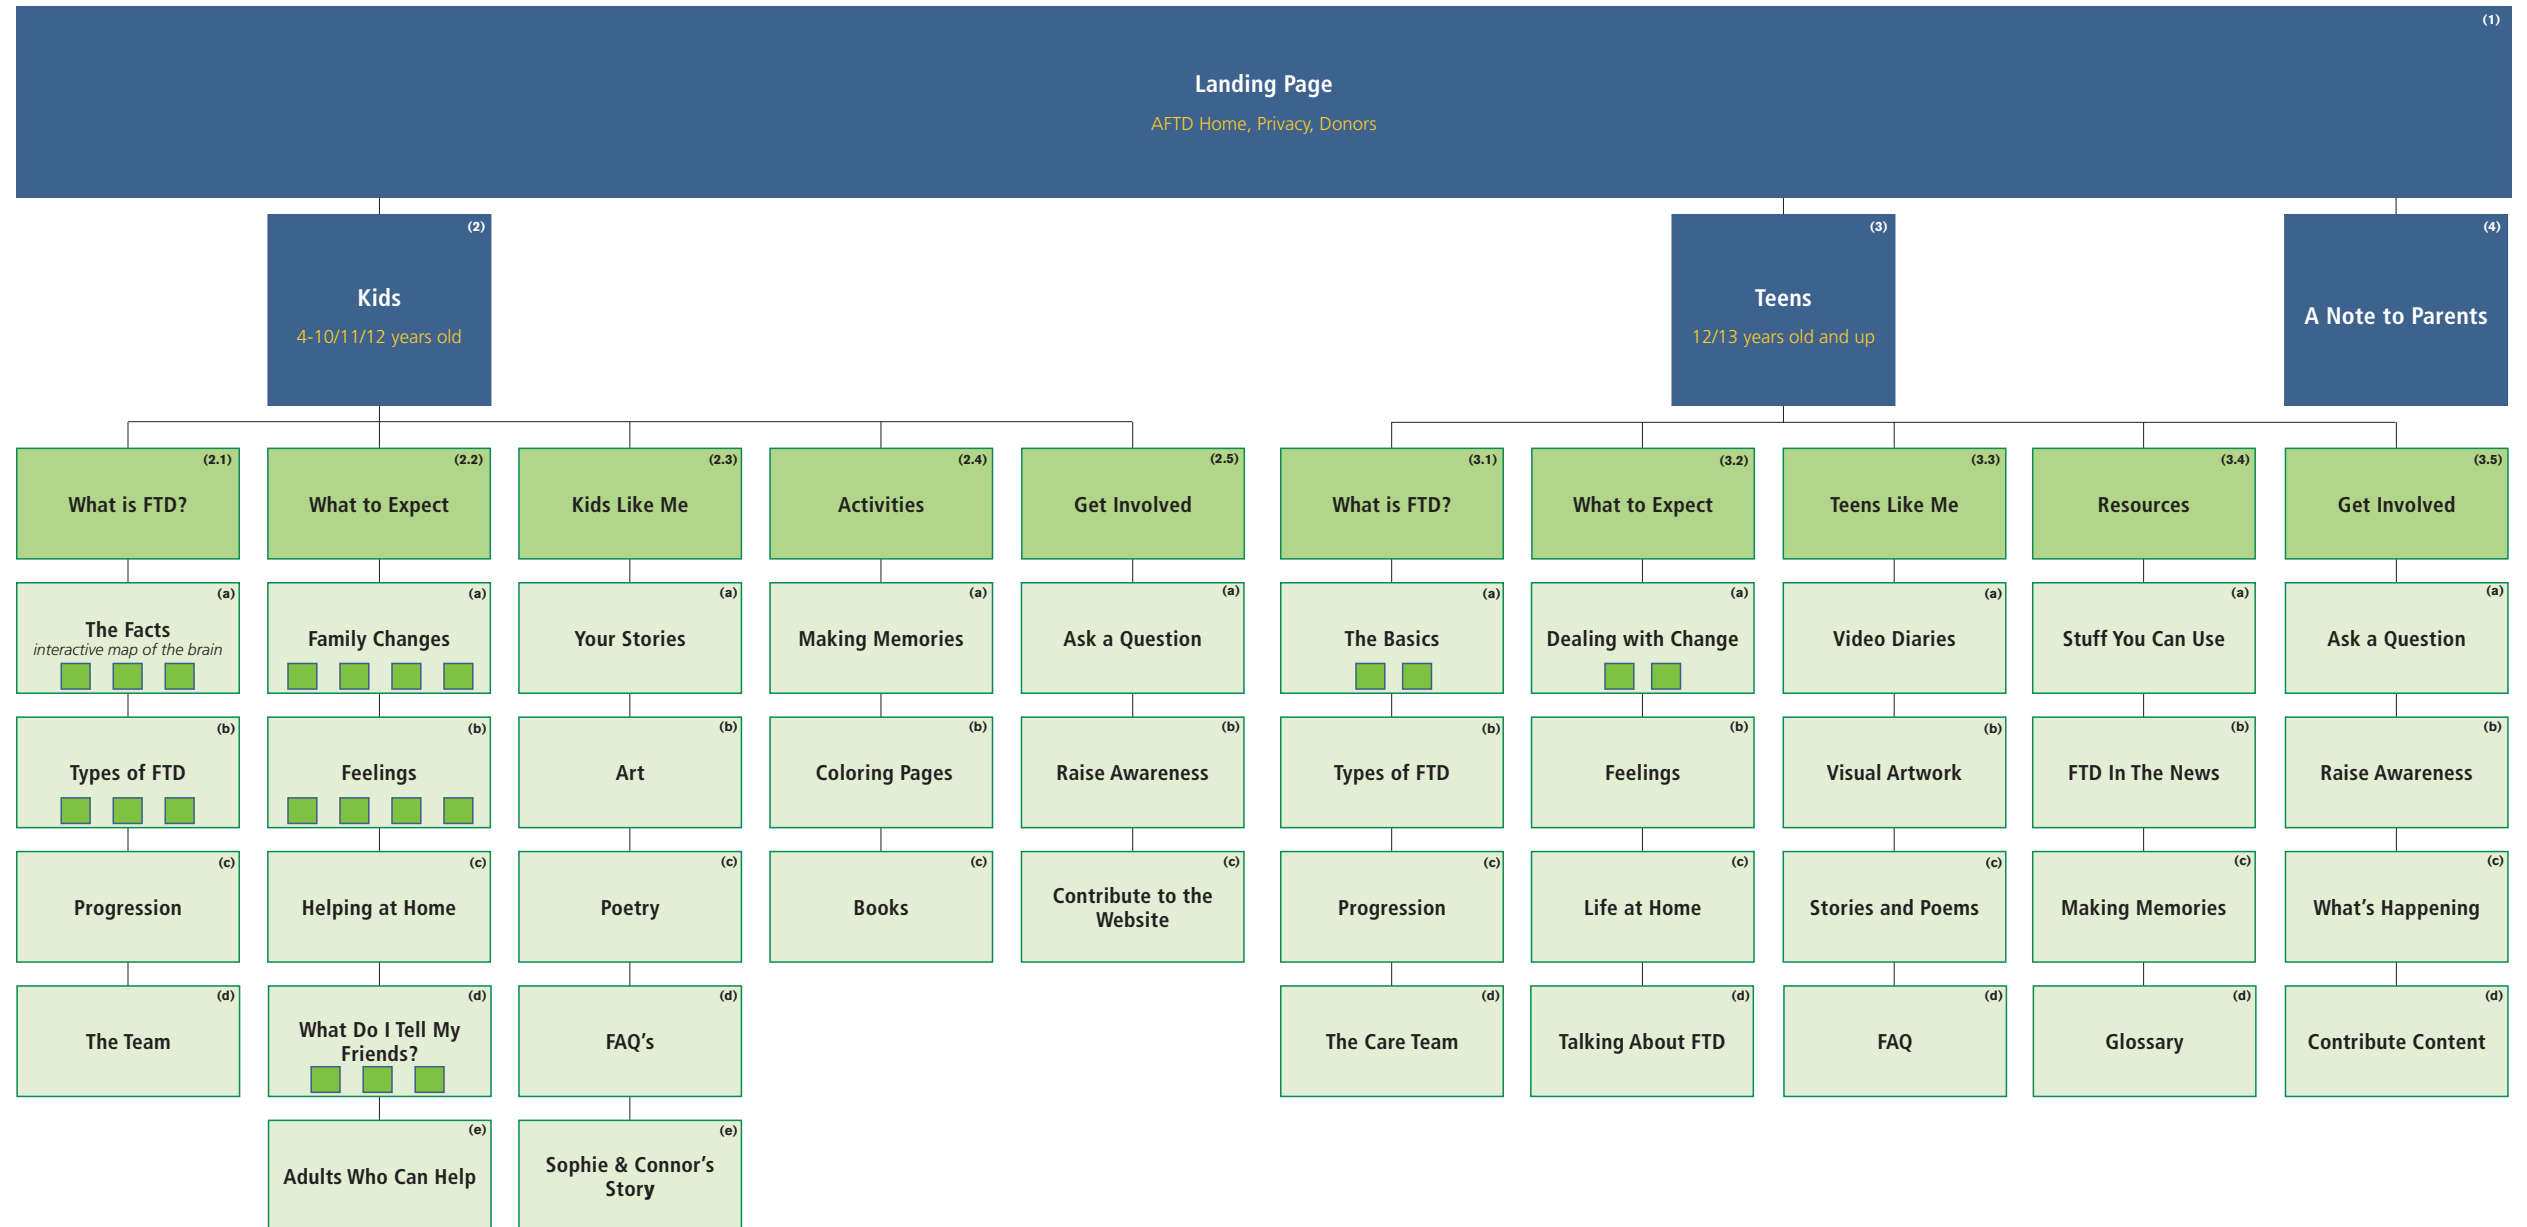 (1)
Landing Page
AFTD Home, Privacy, Donors
(2)
Kids
4-10/11/12 years old
(3)
Teens
12/13 years old and up
(4)
A Note to Parents
(2.1)
What is FTD?
(2.2)
What to Expect
(2.3)
Kids Like Me
(2.4)
Activities
(2.5)
Get Involved
(3.1)
What is FTD?
(3.2)
What to Expect
(3.3)
Teens Like Me
(3.4)
Resources
(3.5)
Get Involved
(a)
The Facts
interactive map of the brain
(a)
Family Changes
(a)
Your Stories
(a)
Making Memories
(a)
Ask a Question
(a)
The Basics
(a)
Dealing with Change
(a)
Video Diaries
(a)
Stuff You Can Use
(a)
Ask a Question
(b)
Types of FTD
(b)
Feelings
(b)
Art
(b)
Coloring Pages
(b)
Raise Awareness
(b)
Types of FTD
(b)
Feelings
(b)
Visual Artwork
(b)
FTD In The News
(b)
Raise Awareness
(c)
Progression
(c)
Helping at Home
(c)
Poetry
(c)
Books
(c)
Contribute to the
Website
(c)
Progression
(c)
Life at Home
(c)
Stories and Poems
(c)
Making Memories
(c)
What's Happening
(d)
The Team
(d)
What Do I Tell My
Friends?
(d)
FAQ's
(d)
The Care Team
(d)
Talking About FTD
(d)
FAQ
(d)
Glossary
(d)
Contribute Content
(e)
Adults Who Can Help
(e)
Sophie & Connor's
Story